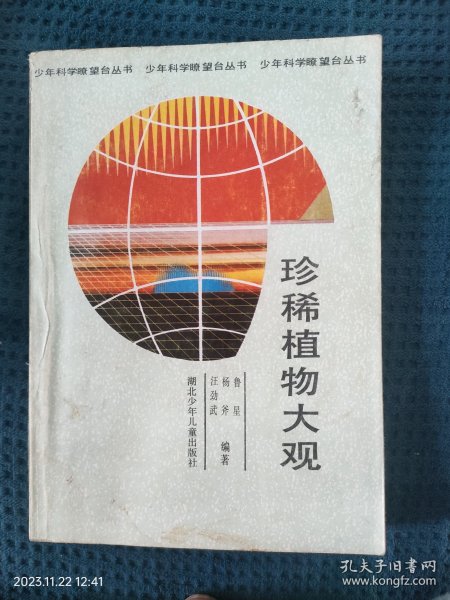 少年科学瞭望台丛书 少年科学瞭望台丛书 少年科学瞭望台丛书
珍稀植物大观
鲁星
杨斧 编著
汪劲武
湖北少年儿童出版社
2023.11.22 12:41
孔夫子旧书网
www.kongfz.com